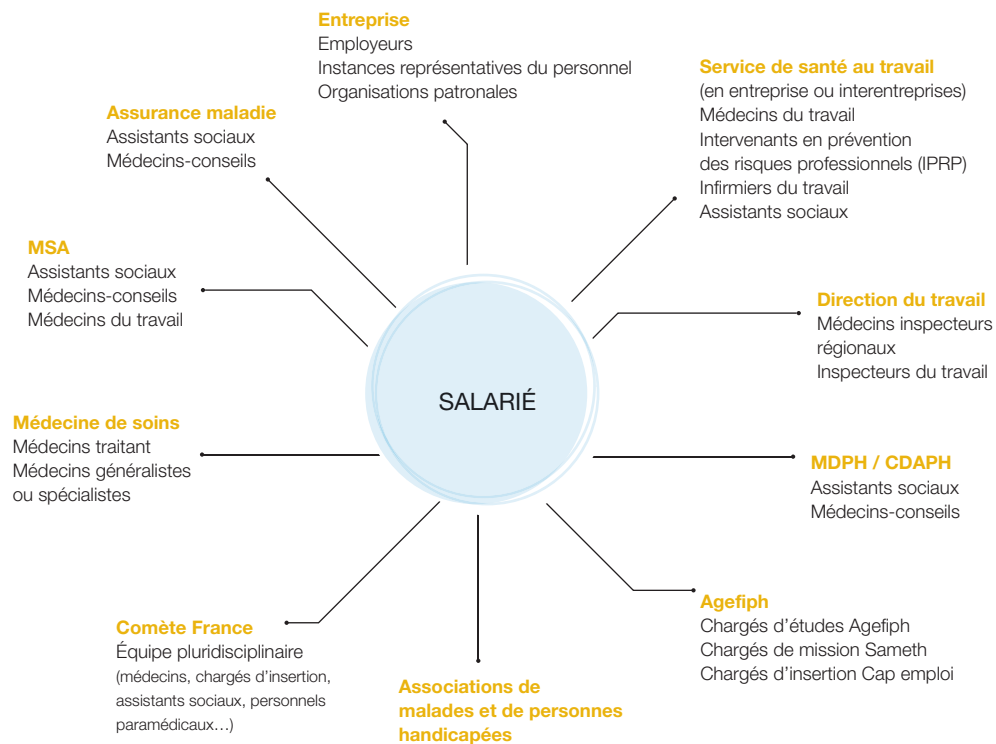 Entreprise
Employeurs
Instances représentatives du personnel
Organisations patronales
Service de santé au travail
(en entreprise ou interentreprises)
Médecins du travail
Intervenants en prévention
des risques professionnels (IPRP)
Infirmiers du travail
Assistants sociaux
Assurance maladie
Assistants sociaux
Médecins-conseils
MSA
Assistants sociaux
Médecins-conseils
Médecins du travail
Direction du travail
Médecins inspecteurs
régionaux
Inspecteurs du travail
SALARIÉ
Médecine de soins
Médecins traitant
Médecins généralistes
ou spécialistes
MDPH / CDAPH
Assistants sociaux
Médecins-conseils
Agefiph
Chargés d'études Agefiph
Chargés de mission Sameth
Chargés d'insertion Cap emploi
Comète France
Équipe pluridisciplinaire
(médecins, chargés d'insertion,
assistants sociaux, personnels
paramédicaux…)
Associations de
malades et de personnes
handicapées